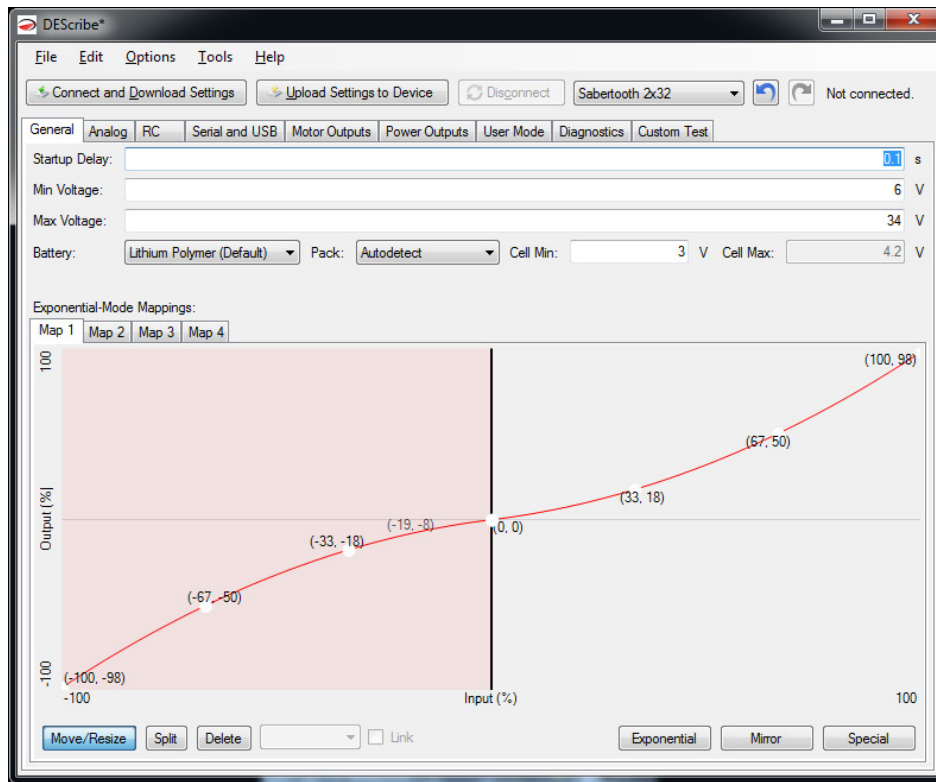 DEScribe*
File Edit Options Tools Help
Connect and Download Settings Upload Settings to Device Disconnect Sabertooth 2x32 Not connected.
General Analog RC Serial and USB Motor Outputs Power Outputs User Mode Diagnostics Custom Test
Startup Delay: 0.1 s
Min Voltage: 6 V
Max Voltage: 34 V
Battery: Lithium Polymer (Default) Pack: Autodetect Cell Min: 3 V Cell Max: 4.2 V
Exponential-Mode Mappings:
Map 1 Map 2 Map 3 Map 4
100
(100, 98)
(67, 50)
(33, 18)
Output (%)
(-19, -8)
(0, 0)
(-33, -18)
(-67, -50)
-100
(-100, -98)
-100 Input (%) 100
Move/Resize Split Delete Link Exponential Mirror Special